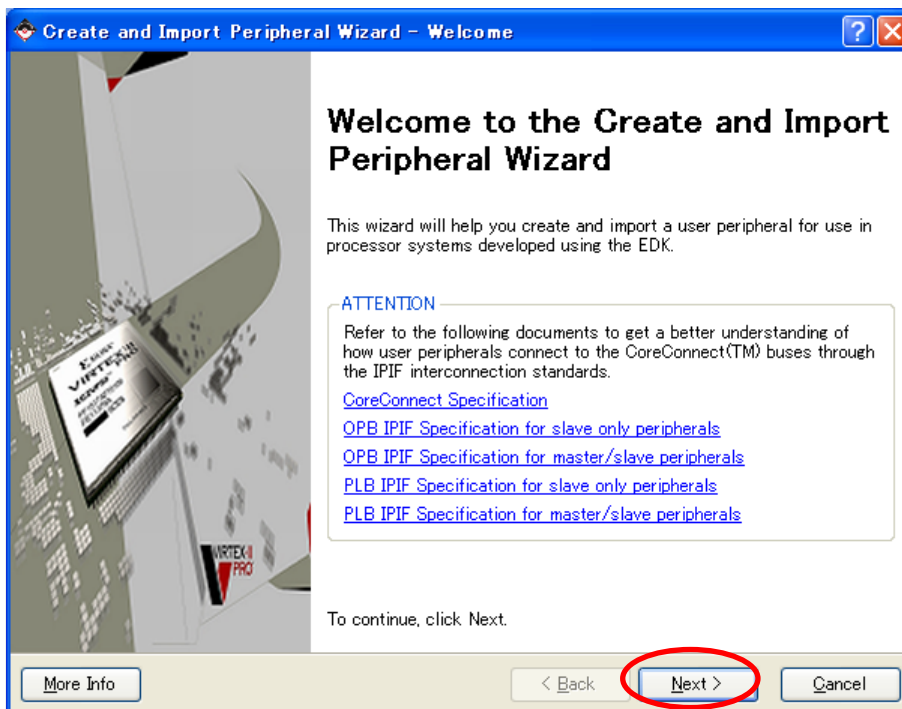 Create and Import Peripheral Wizard - Welcome
Welcome to the Create and Import
Peripheral Wizard
This wizard will help you create and import a user peripheral for use in
processor systems developed using the EDK.
ATTENTION
Refer to the following documents to get a better understanding of
how user peripherals connect to the CoreConnect(TM) buses through
the IPIF interconnection standards.
CoreConnect Specification
OPB IPIF Specification for slave only peripherals
OPB IPIF Specification for master/slave peripherals
PLB IPIF Specification for slave only peripherals
PLB IPIF Specification for master/slave peripherals
VIRTEX-II
PRO
To continue, click Next.
More Info
< Back
Next >
Cancel